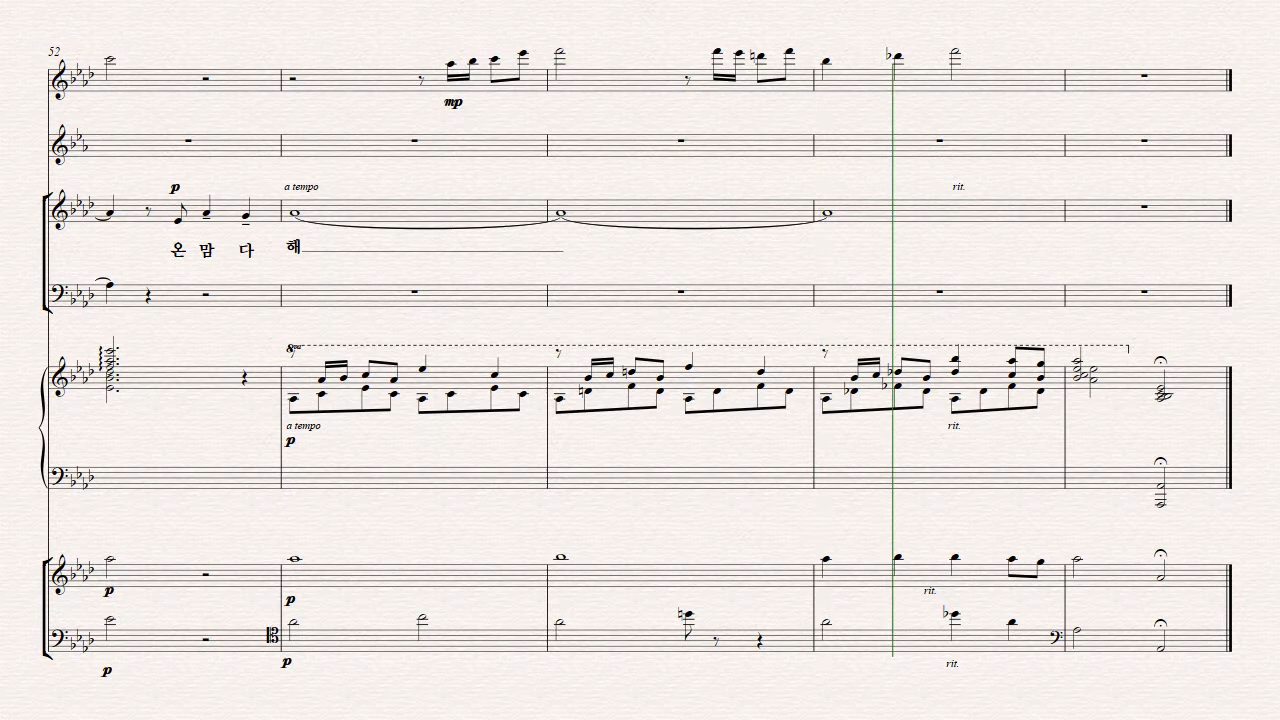 52
mp
p
a tempo
rit.
온 맘 다 해
8va
a tempo
rit.
p
p
p
rit.
p
p
rit.